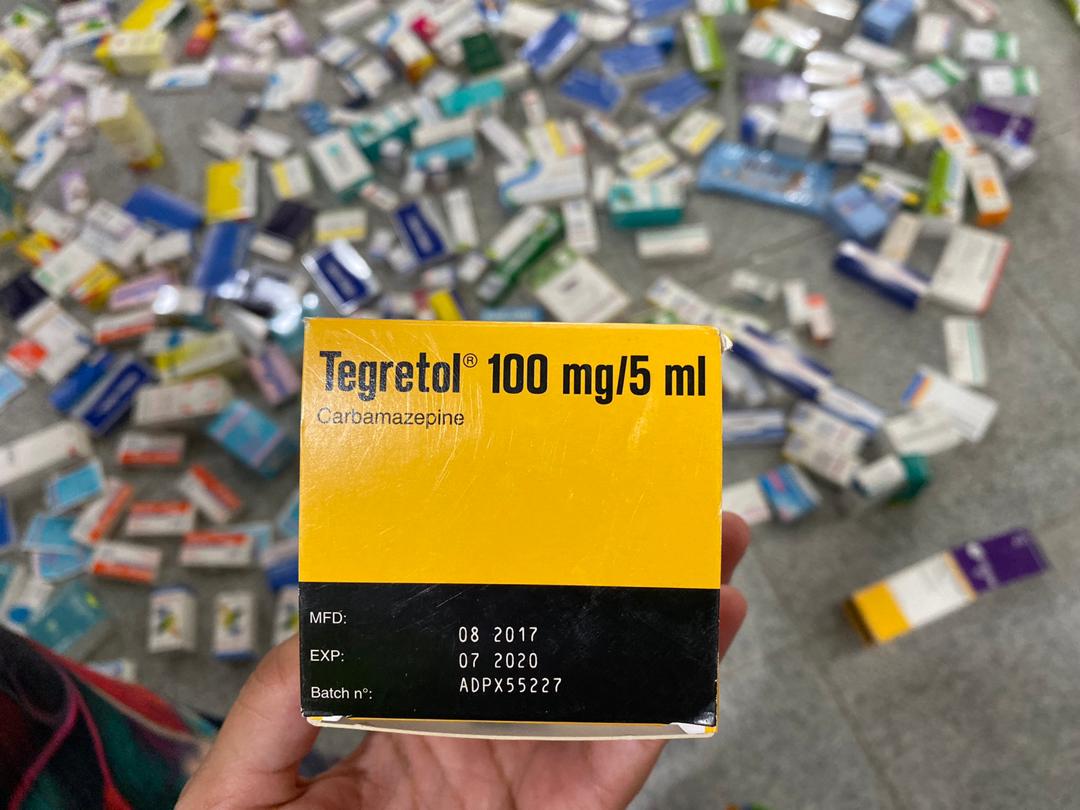 Tegretol® 100 mg/5 ml
Carbamazepine
MFD: 08 2017
EXP: 07 2020
Batch n°: ADPX55227